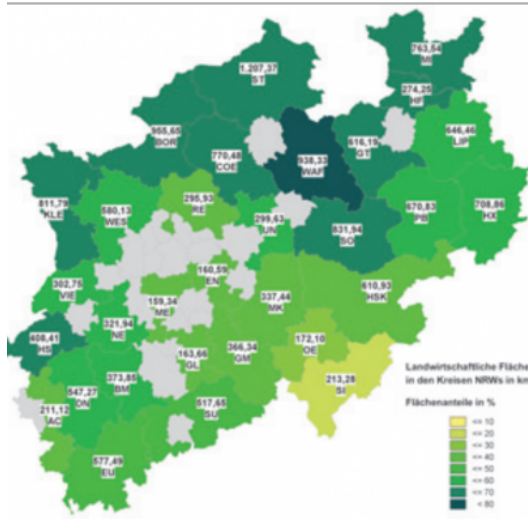 763,54
MI
1.207,37
ST
274,25
HF
955,65
BOR
770,48
COE
938,33
WAF
616,19
GT
646,46
LIP
811,79
KLE
580,13
WES
295,93
RE
299,63
UN
831,94
SO
670,83
PB
708,86
HX
302,75
VIE
160,59
EN
159,34
ME
337,44
MK
610,93
HSK
321,94
NE
408,41
HS
366,34
GM
172,10
OE
163,66
GL
373,85
BM
547,27
DN
213,28
SI
211,12
AC
517,65
SU
577,49
EU
Landwirtschaftliche Fläche
in den Kreisen NRWs in km
Flächenanteile in %
<= 10
<= 20
<= 30
<= 40
<= 50
<= 60
<= 70
< 80